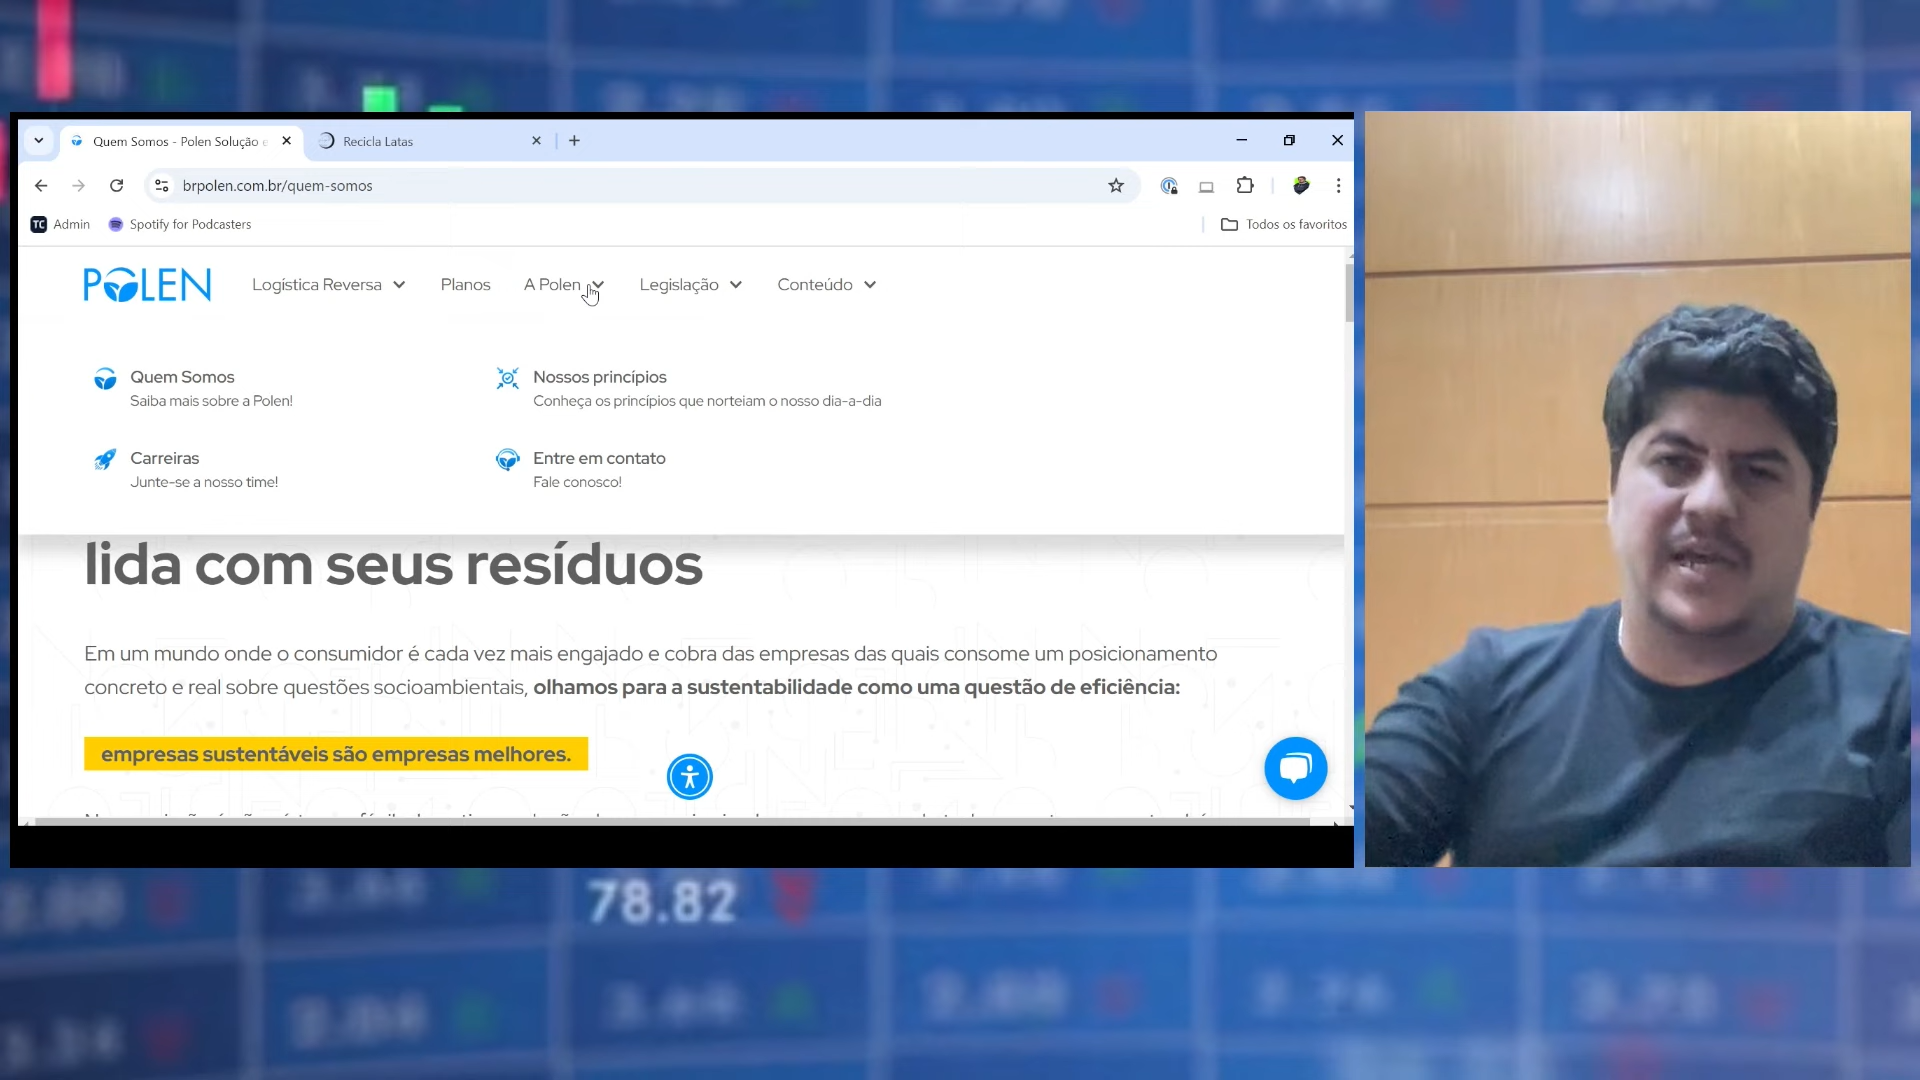 Quem Somos - Polen Solução e
Recicla Latas
brpolen.com.br/quem-somos
TC Admin
Spotify for Podcasters
Todos os favoritos
POLEN
Logística Reversa
Planos
A Polen
Legislação
Conteúdo
Quem Somos
Saiba mais sobre a Polen!
Nossos princípios
Conheça os princípios que norteiam o nosso dia-a-dia
Carreiras
Junte-se a nosso time!
Entre em contato
Fale conosco!
lida com seus resíduos
Em um mundo onde o consumidor é cada vez mais engajado e cobra das empresas das quais consome um posicionamento
concreto e real sobre questões socioambientais, olhamos para a sustentabilidade como uma questão de eficiência:
empresas sustentáveis são empresas melhores.
78.82